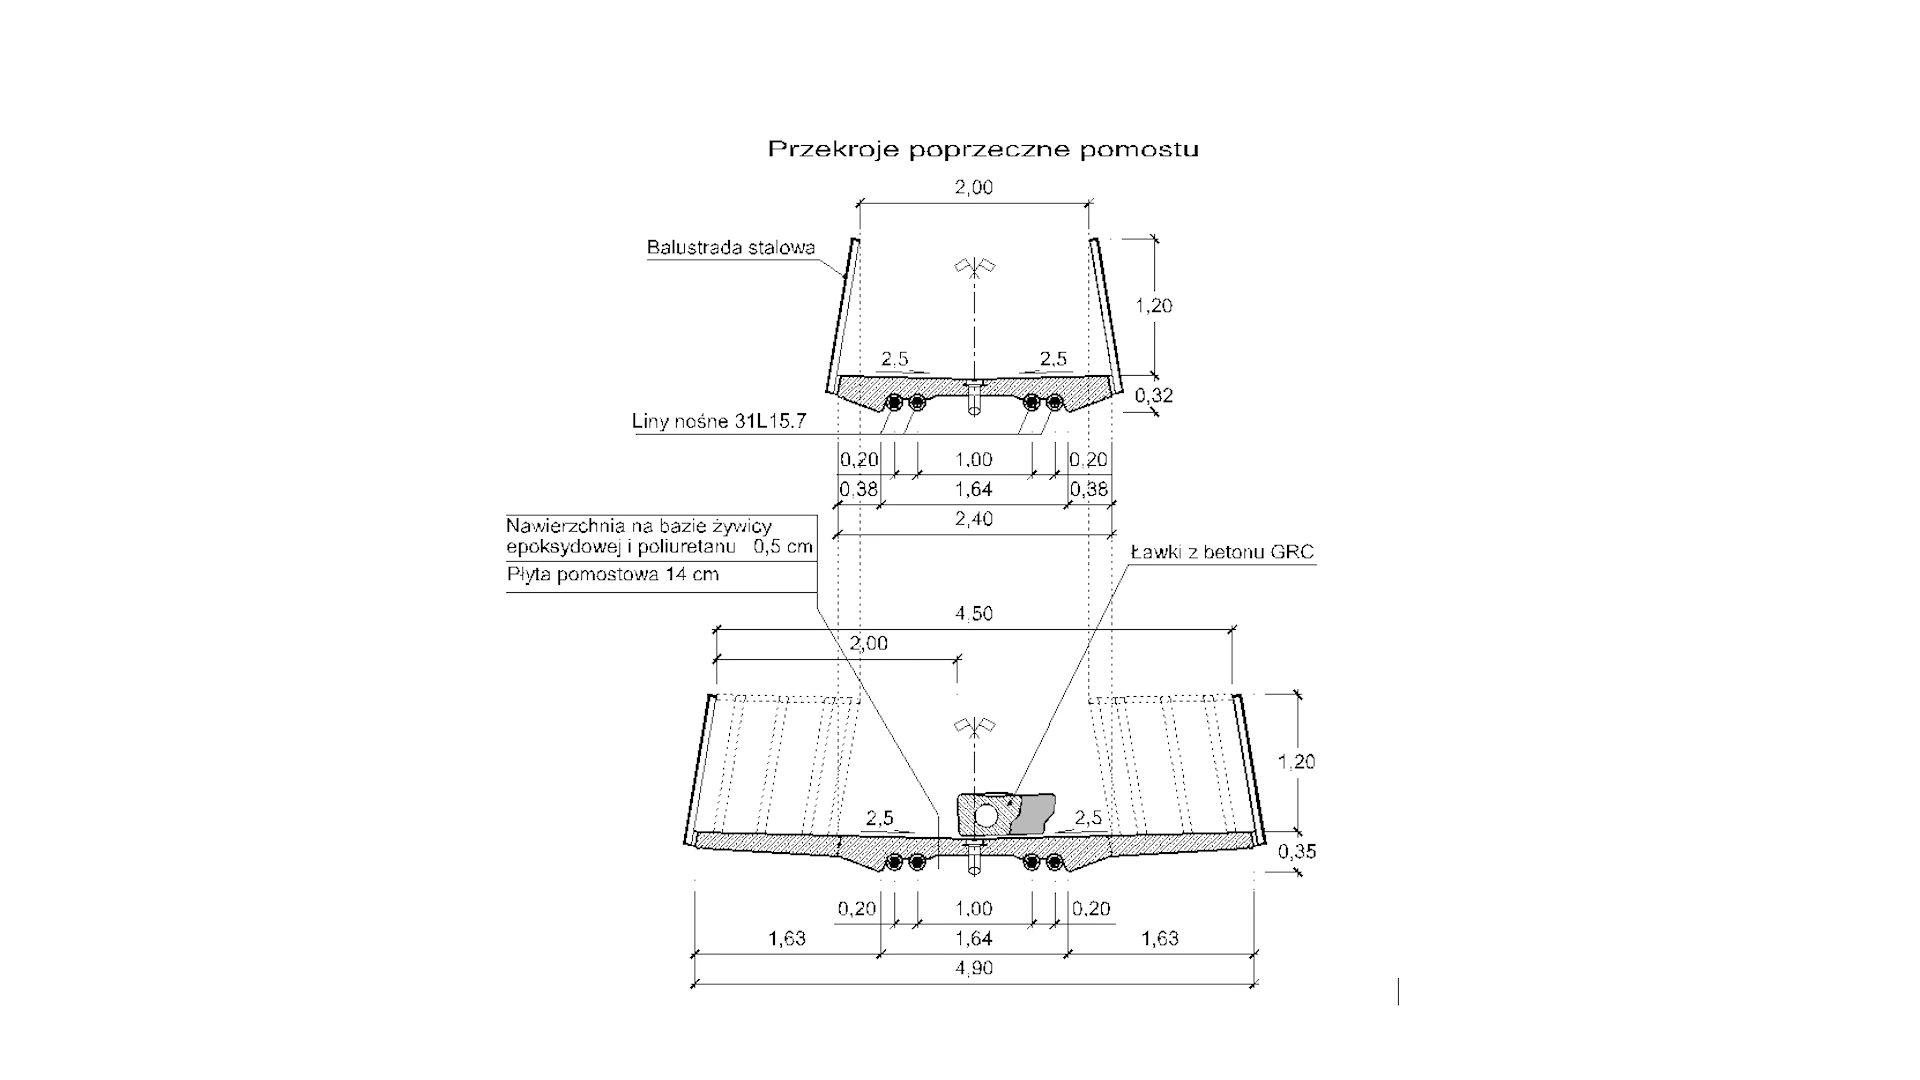 Przekroje poprzeczne pomostu
2,00
Balustrada stalowa
1,20
2,5 2,5
0,32
Liny nośne 31L15.7
0,20 1,00 0,20
0,38 1,64 0,38
2,40
Nawierzchnia na bazie żywicy
epoksydowej i poliuretanu 0,5 cm
Płyta pomostowa 14 cm
Ławki z betonu GRC
4,50
2,00
1,20
2,5 2,5
0,35
0,20 1,00 0,20
1,63 1,64 1,63
4,90